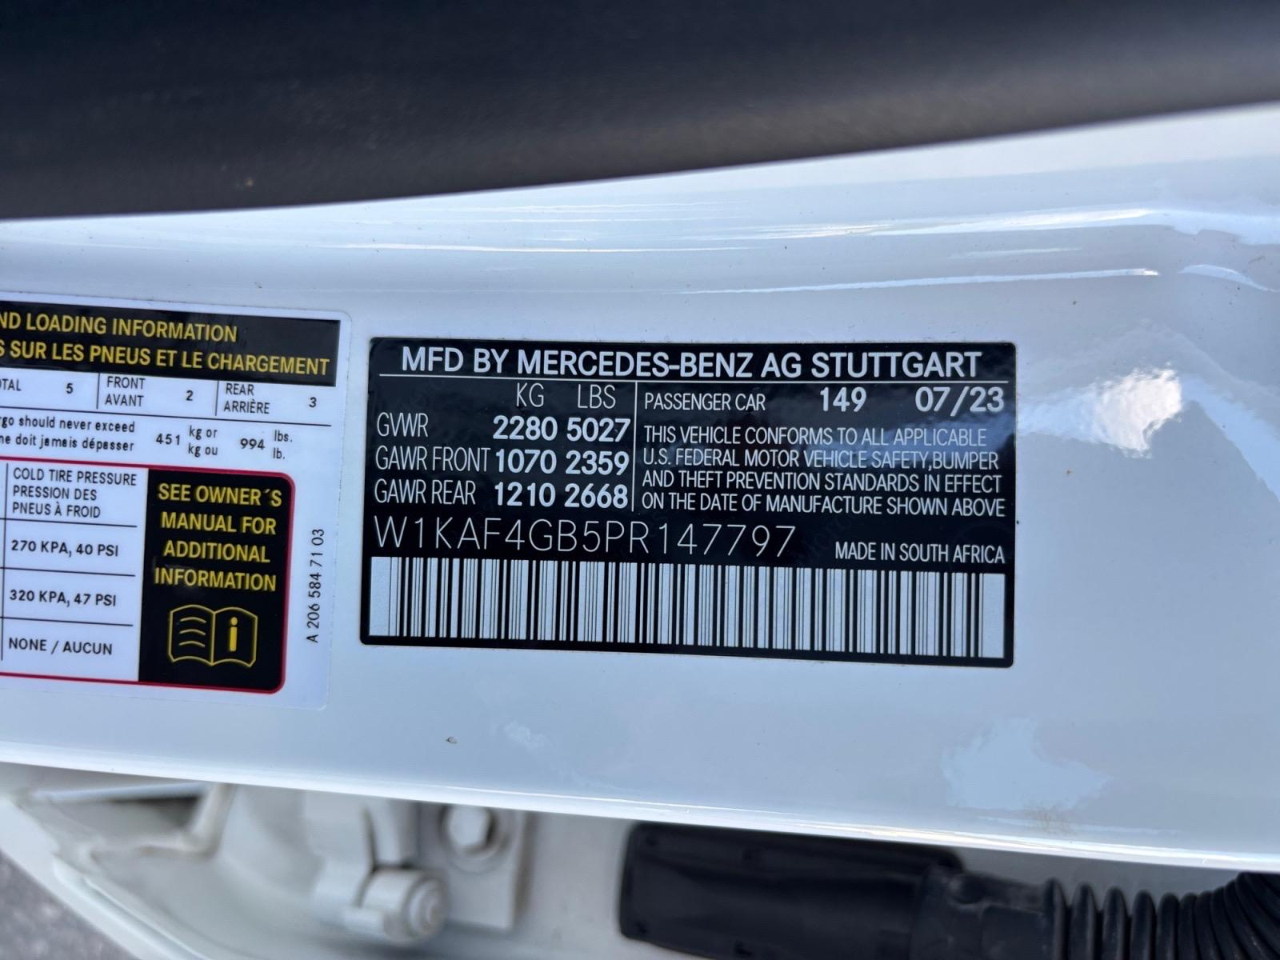 ND LOADING INFORMATION
S SUR LES PNEUS ET LE CHARGEMENT
OTAL 5 FRONT AVANT 2 REAR ARRIÈRE 3
rgo should never exceed
ne doit jamais dépasser
451 kg or kg ou 994 lbs. lb.
COLD TIRE PRESSURE
PRESSION DES
PNEUS À FROID
270 KPA, 40 PSI
320 KPA, 47 PSI
NONE / AUCUN
SEE OWNER´S
MANUAL FOR
ADDITIONAL
INFORMATION
A 206 584 71 03
MFD BY MERCEDES-BENZ AG STUTTGART
KG LBS
GVWR 2280 5027
GAWR FRONT 1070 2359
GAWR REAR 1210 2668
PASSENGER CAR 149 07/23
THIS VEHICLE CONFORMS TO ALL APPLICABLE
U.S. FEDERAL MOTOR VEHICLE SAFETY,BUMPER
AND THEFT PREVENTION STANDARDS IN EFFECT
ON THE DATE OF MANUFACTURE SHOWN ABOVE
W1KAF4GB5PR147797
MADE IN SOUTH AFRICA